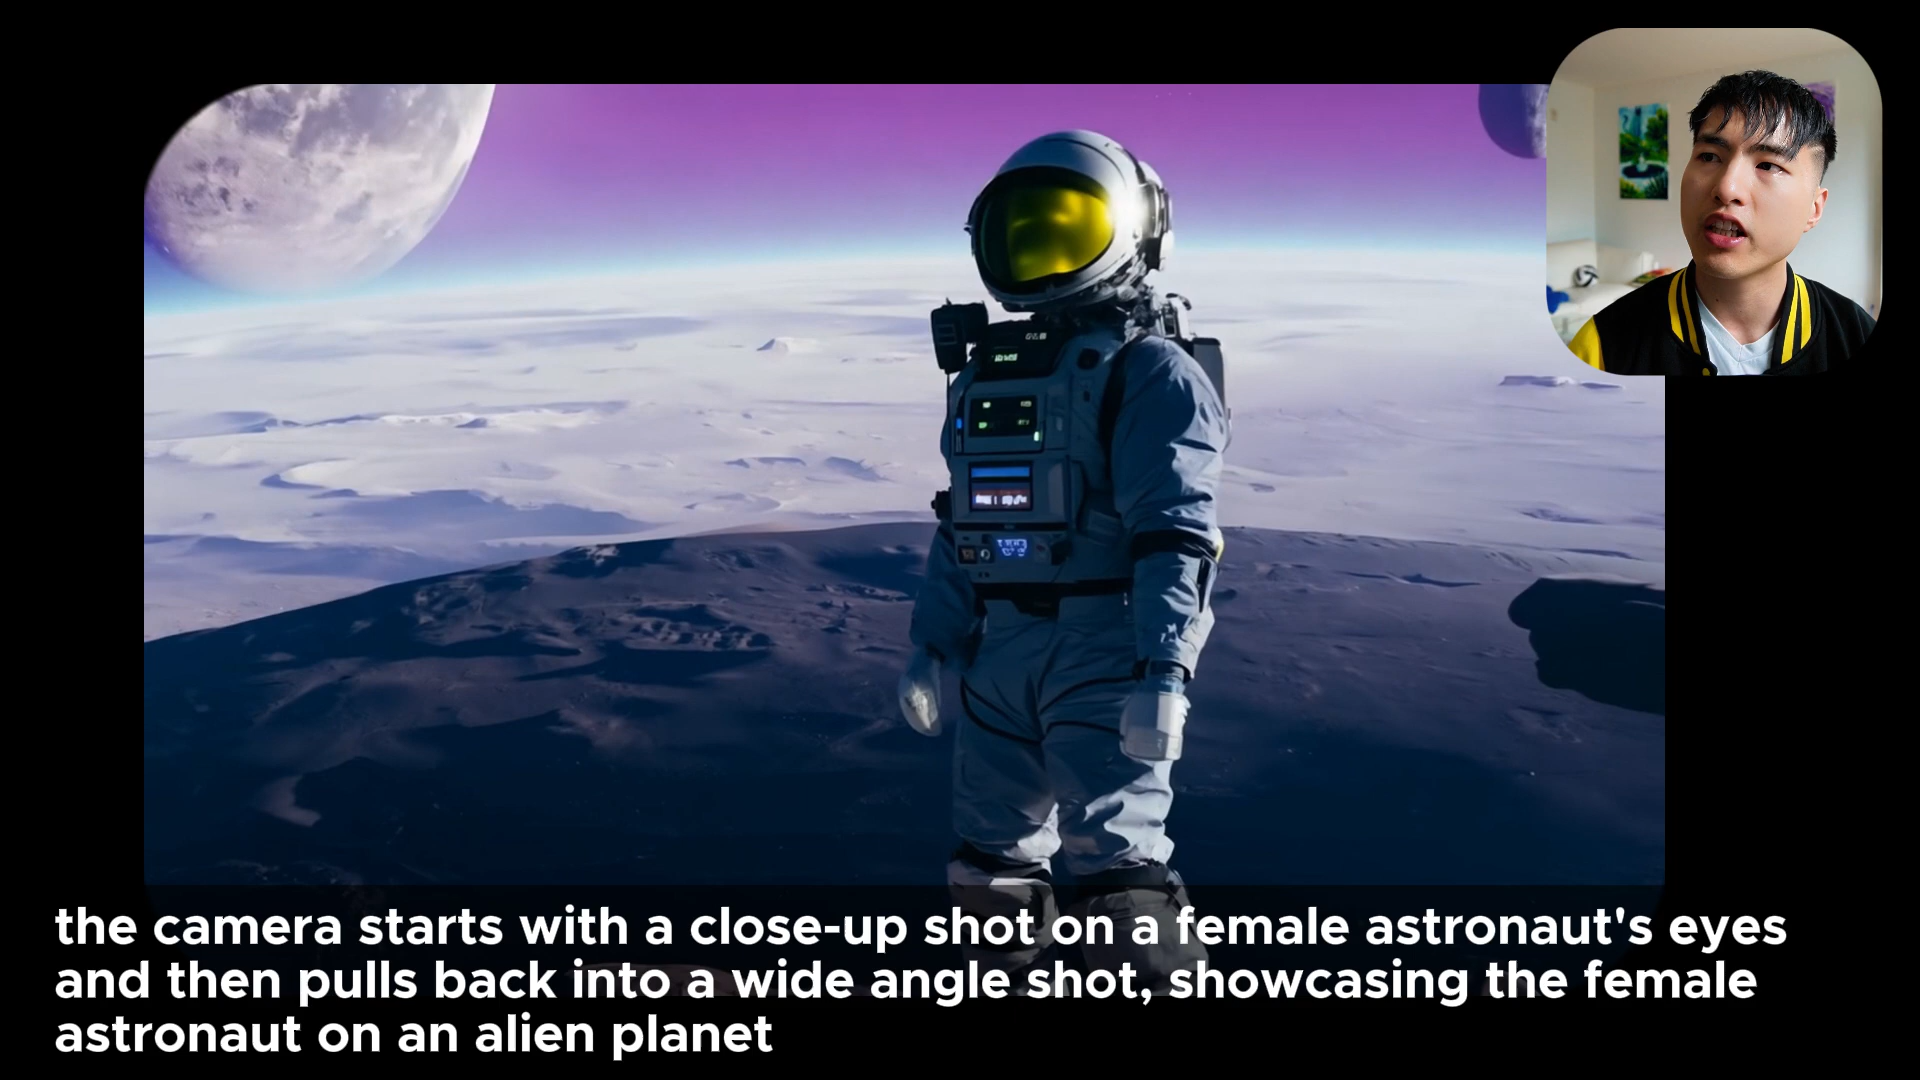 the camera starts with a close-up shot on a female astronaut's eyes
and then pulls back into a wide angle shot, showcasing the female
astronaut on an alien planet